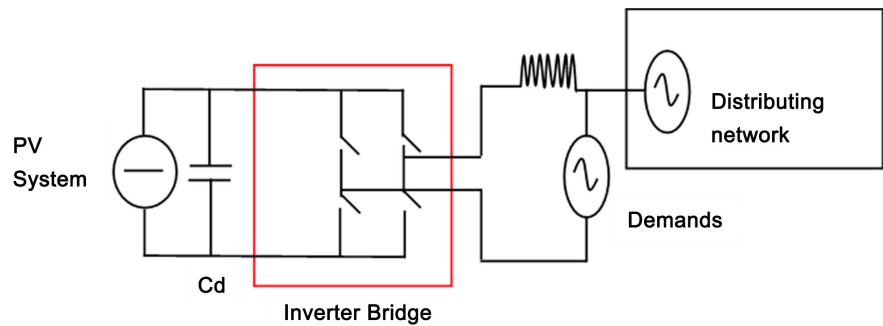 PV
System
Cd
Inverter Bridge
Demands
Distributing
network